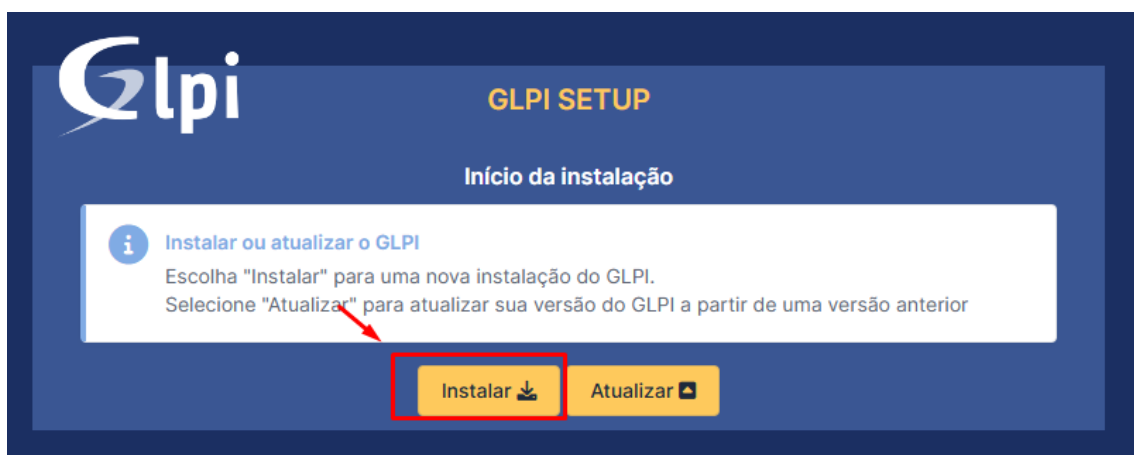 Glpi
GLPI SETUP
Início da instalação
Instalar ou atualizar o GLPI
Escolha "Instalar" para uma nova instalação do GLPI.
Selecione "Atualizar" para atualizar sua versão do GLPI a partir de uma versão anterior
Instalar Atualizar